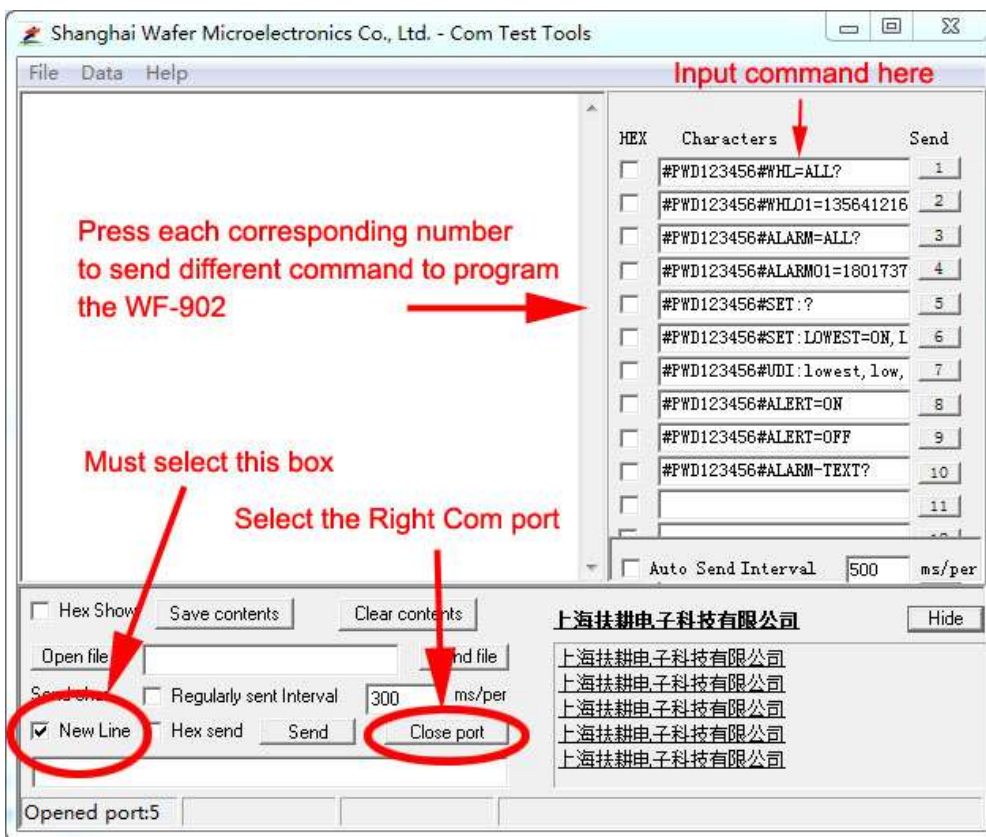 Shanghai Wafer Microelectronics Co., Ltd. - Com Test Tools
File Data Help
Input command here
HEX Characters Send
#PWD123456#WHL=ALL? 1
#PWD123456#WHL01=135641216 2
#PWD123456#ALARM=ALL? 3
#PWD123456#ALARM01=1801737 4
#PWD123456#SET:? 5
#PWD123456#SET:LOWEST=ON,L 6
#PWD123456#UDI:lowest,low, 7
#PWD123456#ALERT=ON 8
#PWD123456#ALERT=OFF 9
#PWD123456#ALARM-TEXT? 10
11
Press each corresponding number
to send different command to program
the WF-902
Must select this box
Select the Right Com port
Auto Send Interval 500 ms/per
Hex Show Save contents Clear contents
Open file file
Regularly sent Interval 300 ms/per
New Line Hex send Send Close port
Opened port:5
上海扶耕电子科技有限公司 Hide
上海扶耕电子科技有限公司
上海扶耕电子科技有限公司
上海扶耕电子科技有限公司
上海扶耕电子科技有限公司
上海扶耕电子科技有限公司